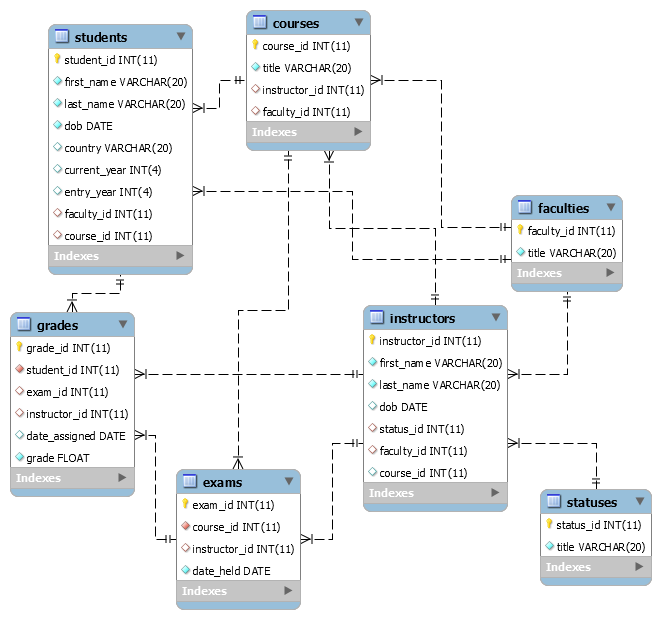 students
student_id INT(11)
first_name VARCHAR(20)
last_name VARCHAR(20)
dob DATE
country VARCHAR(20)
current_year INT(4)
entry_year INT(4)
faculty_id INT(11)
course_id INT(11)
Indexes
courses
course_id INT(11)
title VARCHAR(20)
instructor_id INT(11)
faculty_id INT(11)
Indexes
faculties
faculty_id INT(11)
title VARCHAR(20)
Indexes
grades
grade_id INT(11)
student_id INT(11)
exam_id INT(11)
instructor_id INT(11)
date_assigned DATE
grade FLOAT
Indexes
instructors
instructor_id INT(11)
first_name VARCHAR(20)
last_name VARCHAR(20)
dob DATE
status_id INT(11)
faculty_id INT(11)
course_id INT(11)
Indexes
exams
exam_id INT(11)
course_id INT(11)
instructor_id INT(11)
date_held DATE
Indexes
statuses
status_id INT(11)
title VARCHAR(20)
Indexes